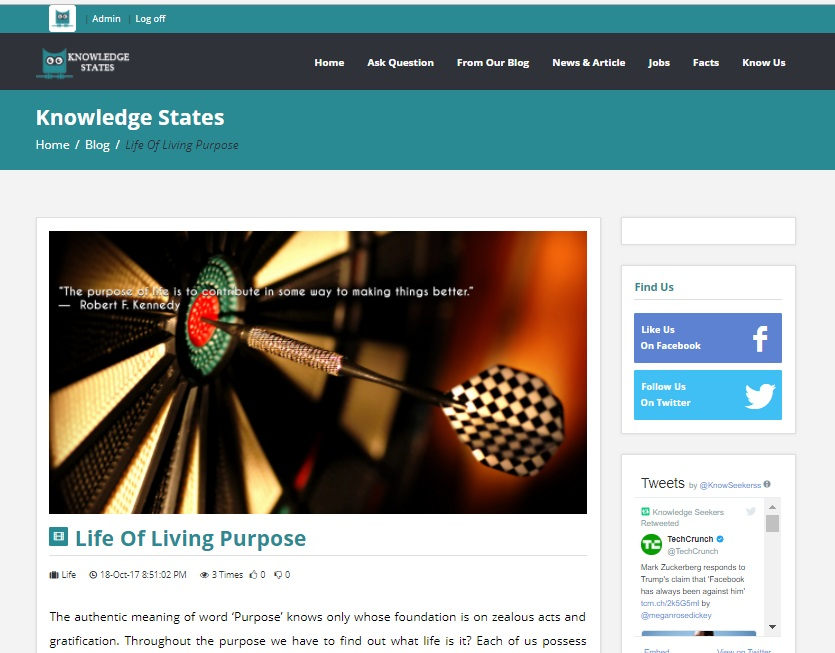 Admin Log off
KNOWLEDGE
STATES
Home Ask Question From Our Blog News & Article Jobs Facts Know Us
Knowledge States
Home / Blog / Life Of Living Purpose
"The purpose of life is to contribute in some way to making things better."
— Robert F. Kennedy
Life Of Living Purpose
Life 18-Oct-17 8:51:02 PM 3 Times 0 0
The authentic meaning of word ‘Purpose’ knows only whose foundation is on zealous acts and
gratification. Throughout the purpose we have to find out what life is it? Each of us possess
Find Us
Like Us
On Facebook
Follow Us
On Twitter
Tweets by @KnowSeekerss
Knowledge Seekers
Retweeted
TechCrunch
@TechCrunch
Mark Zuckerberg responds to
Trump's claim that 'Facebook
has always been against him'
tcrn.ch/2k5G5ml by
@meganrosedickey
Embed View on Twitter